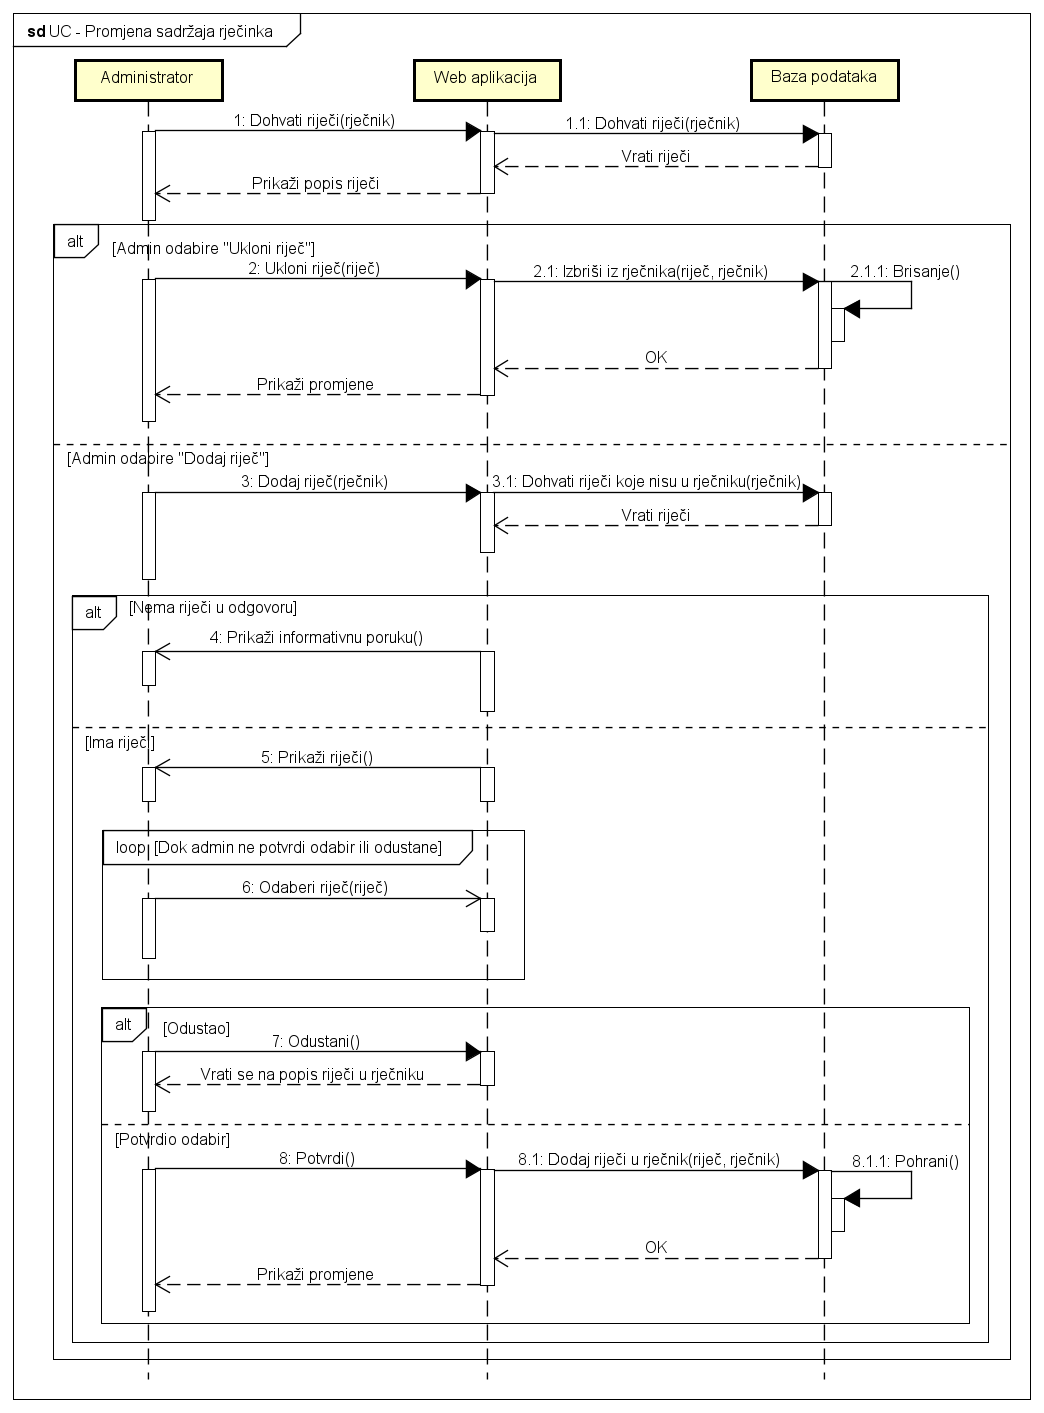 sd UC - Promjena sadržaja rječinka
Administrator
Web aplikacija
Baza podataka
1: Dohvati riječi(rječnik)
1.1: Dohvati riječi(rječnik)
Vrati riječi
Prikaži popis riječi
alt
[Admin odabire "Ukloni riječ"]
2: Ukloni riječ(riječ)
2.1: Izbriši iz rječnika(riječ, rječnik)
2.1.1: Brisanje()
OK
Prikaži promjene
[Admin odabire "Dodaj riječ"]
3: Dodaj riječ(rječnik)
3.1: Dohvati riječi koje nisu u rječniku(rječnik)
Vrati riječi
alt
[Nema riječi u odgovoru]
4: Prikaži informativnu poruku()
[Ima riječi]
5: Prikaži riječi()
loop [Dok admin ne potvrdi odabir ili odustane]
6: Odaberi riječ(riječ)
alt
[Odustao]
7: Odustani()
Vrati se na popis riječi u rječniku
[Potvrdio odabir]
8: Potvrdi()
8.1: Dodaj riječi u rječnik(riječ, rječnik)
8.1.1: Pohrani()
OK
Prikaži promjene